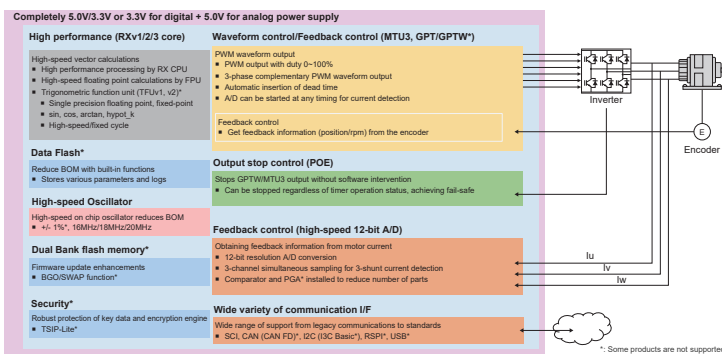 Completely 5.0V/3.3V or 3.3V for digital + 5.0V for analog power supply
High performance (RXv1/2/3 core)
High-speed vector calculations
■ High performance processing by RX CPU
■ High-speed floating point calculations by FPU
■ Trigonometric function unit (TFUv1, v2)*
■ Single precision floating point, fixed-point
■ sin, cos, arctan, hypot_k
■ High-speed/fixed cycle
Data Flash*
Reduce BOM with built-in functions
■ Stores various parameters and logs
High-speed Oscillator
High-speed on chip oscillator reduces BOM
■ +/- 1%*, 16MHz/18MHz/20MHz
Dual Bank flash memory*
Firmware update enhancements
■ BGO/SWAP function*
Security*
Robust protection of key data and encryption engine
■ TSIP-Lite*
Waveform control/Feedback control (MTU3, GPT/GPTW*)
PWM waveform output
■ PWM output with duty 0~100%
■ 3-phase complementary PWM waveform output
■ Automatic insertion of dead time
■ A/D can be started at any timing for current detection
Feedback control
■ Get feedback information (position/rpm) from the encoder
Output stop control (POE)
Stops GPTW/MTU3 output without software intervention
■ Can be stopped regardless of timer operation status, achieving fail-safe
Feedback control (high-speed 12-bit A/D)
Obtaining feedback information from motor current
■ 12-bit resolution A/D conversion
■ 3-channel simultaneous sampling for 3-shunt current detection
■ Comparator and PGA* installed to reduce number of parts
Wide variety of communication I/F
Wide range of support from legacy communications to standards
■ SCI, CAN (CAN FD)*, I2C (I3C Basic*), RSPI*, USB*
Inverter
E
Encoder
Iu
Iv
Iw
*: Some products are not supported